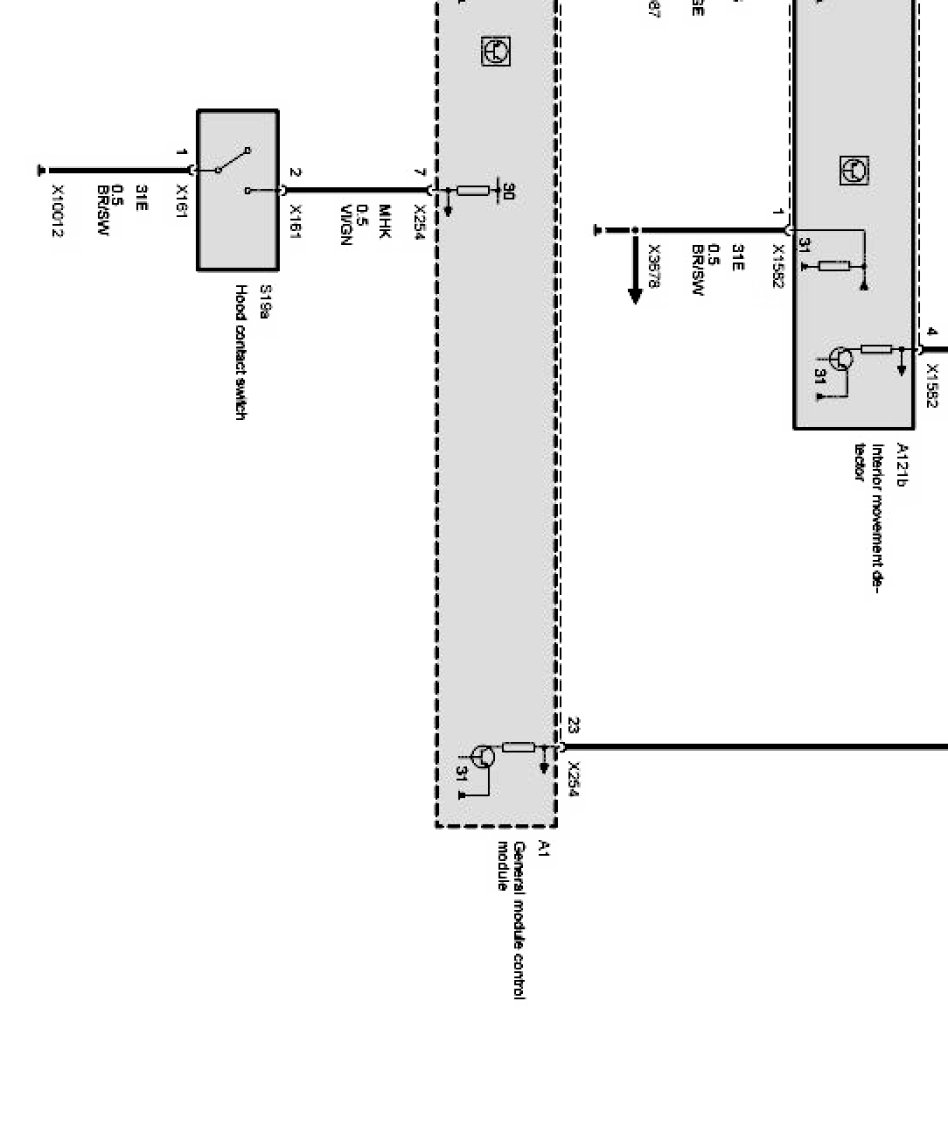 87
GE
1
X161
31E
0.5
BR/SW
X10012
2
X161
7
X254
MHK
0.5
VI/GN
30
S19a
Hood contact switch
1
X1582
31E
0.5
BR/SW
X3678
31
4
X1582
31
A121b
Interior movement de-
tector
23
X254
31
A1
General module control
module